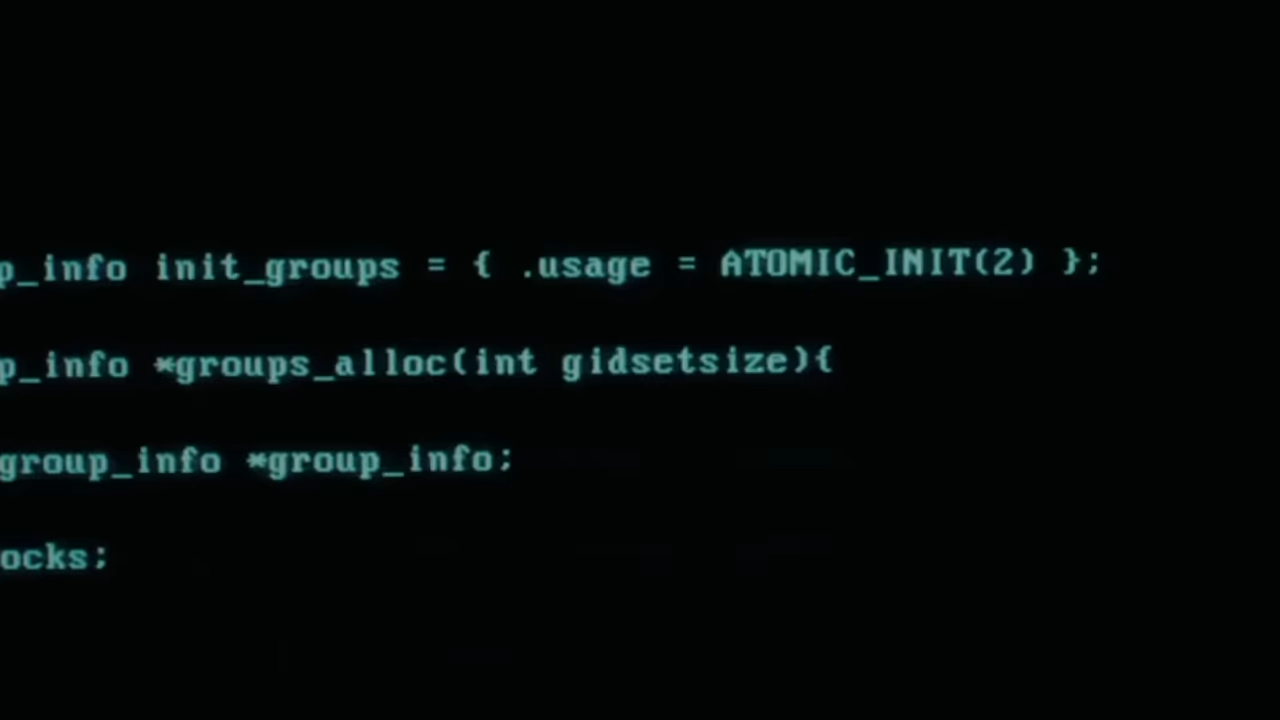 p_info init_groups = { .usage = ATOMIC_INIT(2) };
p_info *groups_alloc(int gidsetsize){
group_info *group_info;
ocks;